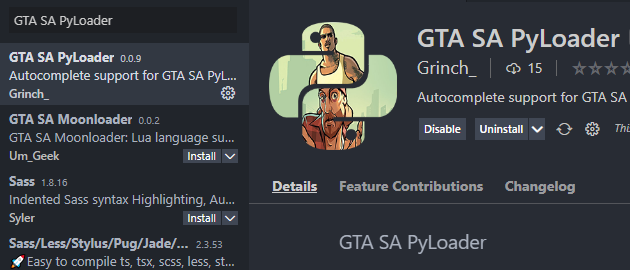 GTA SA PyLoader
GTA SA PyLoader 0.0.9
Autocomplete support for GTA SA PyL...
Grinch_
GTA SA Moonloader 0.0.2
GTA SA Moonloader: Lua language su...
Um_Geek Install
Sass 1.8.16
Indented Sass syntax Highlighting, Au...
Syler Install
Sass/Less/Stylus/Pug/Jade/... 2.3.53
🚀 Easy to compile ts, tsx, scss, less, st...
GTA SA PyLoader
Grinch_ 15
Autocomplete support for GTA SA
Disable Uninstall This
Details Feature Contributions Changelog
GTA SA PyLoader